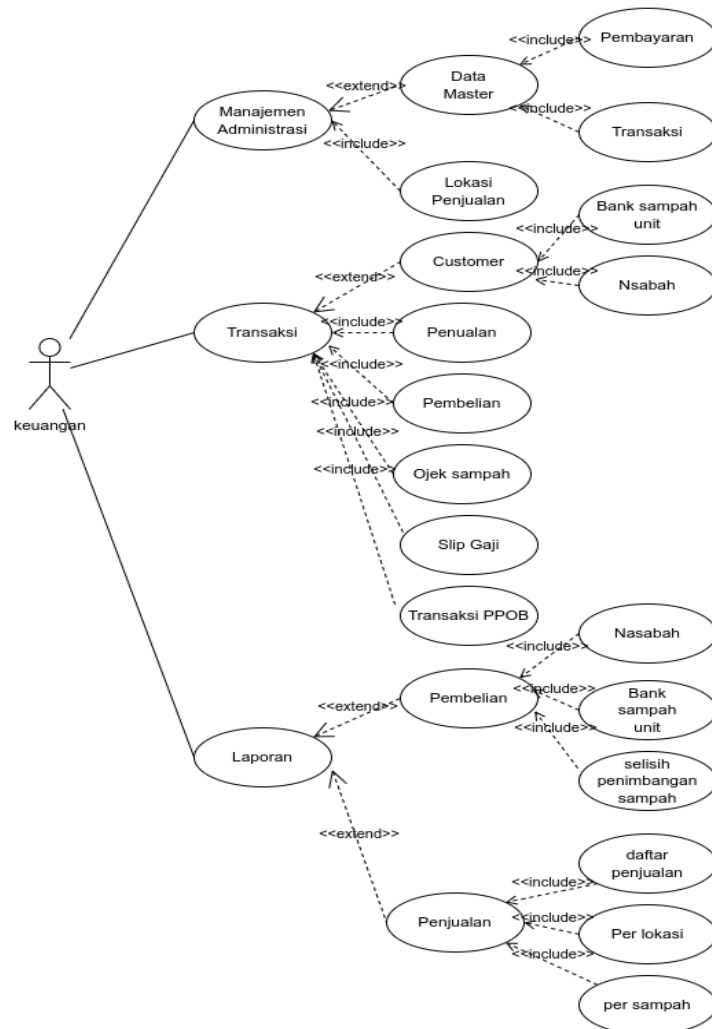 Pembayaran
<<include>>
Data
Master
<<extend>>
Manajemen
Administrasi
<<include>>
Transaksi
<<include>>
Lokasi
Penjualan
Bank sampah
unit
<<include>>
Customer
<<extend>>
<<include>>
Nsabah
Transaksi
<<include>>
Penualan
<<include>>
Pembelian
<<include>>
keuangan
<<include>>
Ojek sampah
<<include>>
Slip Gaji
Transaksi PPOB
Nasabah
<<include>>
Pembelian
<<include>>
Bank
sampah
unit
<<extend>>
<<include>>
Laporan
selisih
penimbangan
sampah
<<extend>>
daftar
penjualan
<<include>>
Penjualan
<<include>>
Per lokasi
<<include>>
per sampah